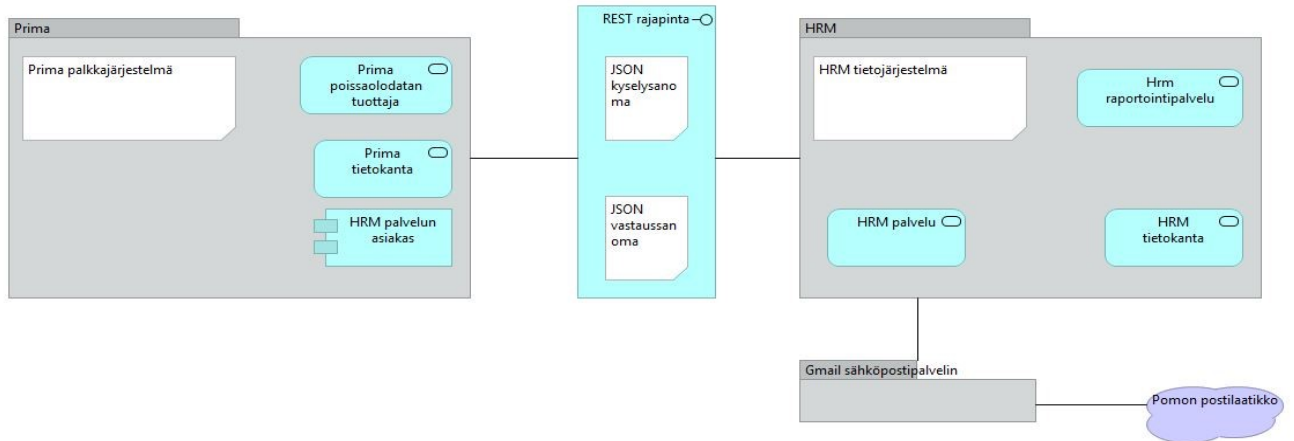 Prima
Prima palkkajärjestelmä
Prima
poissaolodatan
tuottaja
Prima
tietokanta
HRM palvelun
asiakas
REST rajapinta
JSON
kyselysano
ma
JSON
vastaussan
oma
HRM
HRM tietojärjestelmä
Hrm
raportointipalvelu
HRM palvelu
HRM
tietokanta
Gmail sähköpostipalvelin
Pomon postilaatikko